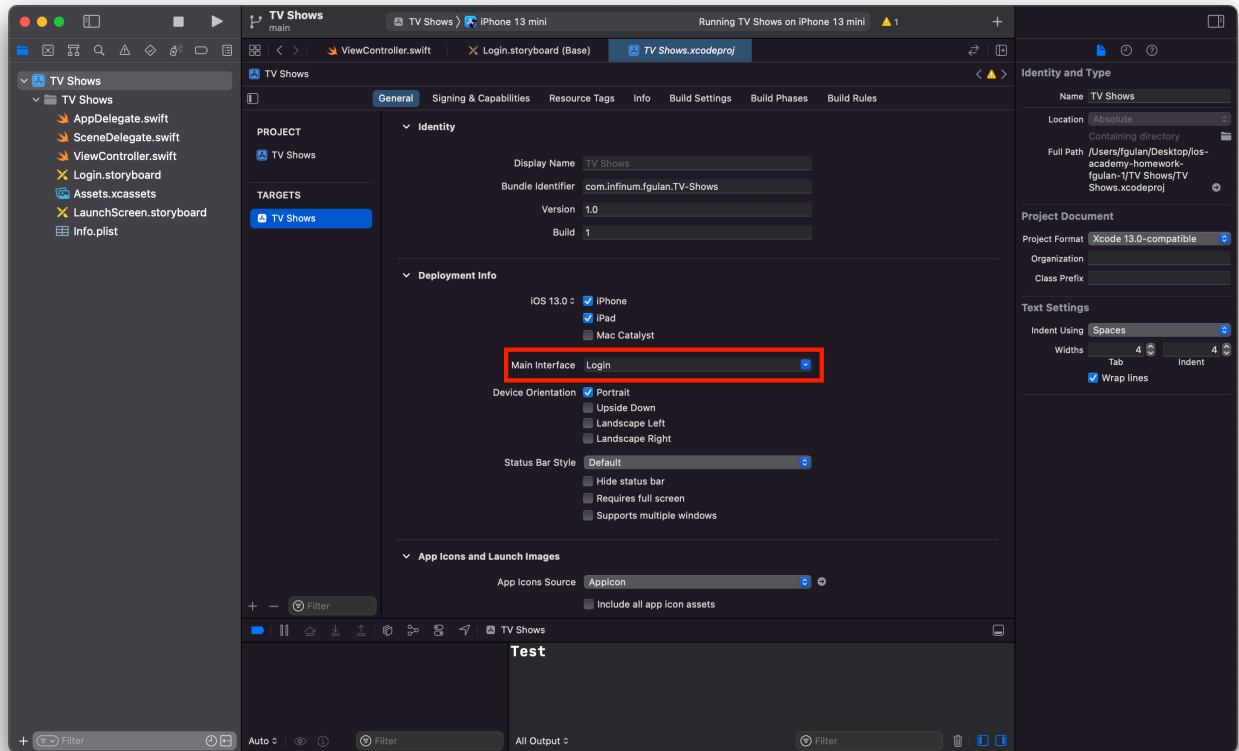 TV Shows
main
TV Shows
iPhone 13 mini
Running TV Shows on iPhone 13 mini
1
ViewController.swift
Login.storyboard (Base)
TV Shows.xcodeproj
TV Shows
TV Shows
AppDelegate.swift
SceneDelegate.swift
ViewController.swift
Login.storyboard
Assets.xcassets
LaunchScreen.storyboard
Info.plist
Filter
TV Shows
General
Signing & Capabilities
Resource Tags
Info
Build Settings
Build Phases
Build Rules
PROJECT
TV Shows
TARGETS
TV Shows
Filter
Identity
Display Name TV Shows
Bundle Identifier com.infinum.fgulan.TV-Shows
Version 1.0
Build 1
Deployment Info
iOS 13.0 iPhone
iPad
Mac Catalyst
Main Interface Login
Device Orientation Portrait
Upside Down
Landscape Left
Landscape Right
Status Bar Style Default
Hide status bar
Requires full screen
Supports multiple windows
App Icons and Launch Images
App Icons Source AppIcon
Include all app icon assets
TV Shows
Test
Auto
Filter
All Output
Filter
Identity and Type
Name TV Shows
Location Absolute
Containing directory
Full Path /Users/fgulan/Desktop/ios-
academy-homework-
fgulan-1/TV Shows/TV
Shows.xcodeproj
Project Document
Project Format Xcode 13.0-compatible
Organization
Class Prefix
Text Settings
Indent Using Spaces
Widths 4 4
Tab Indent
Wrap lines